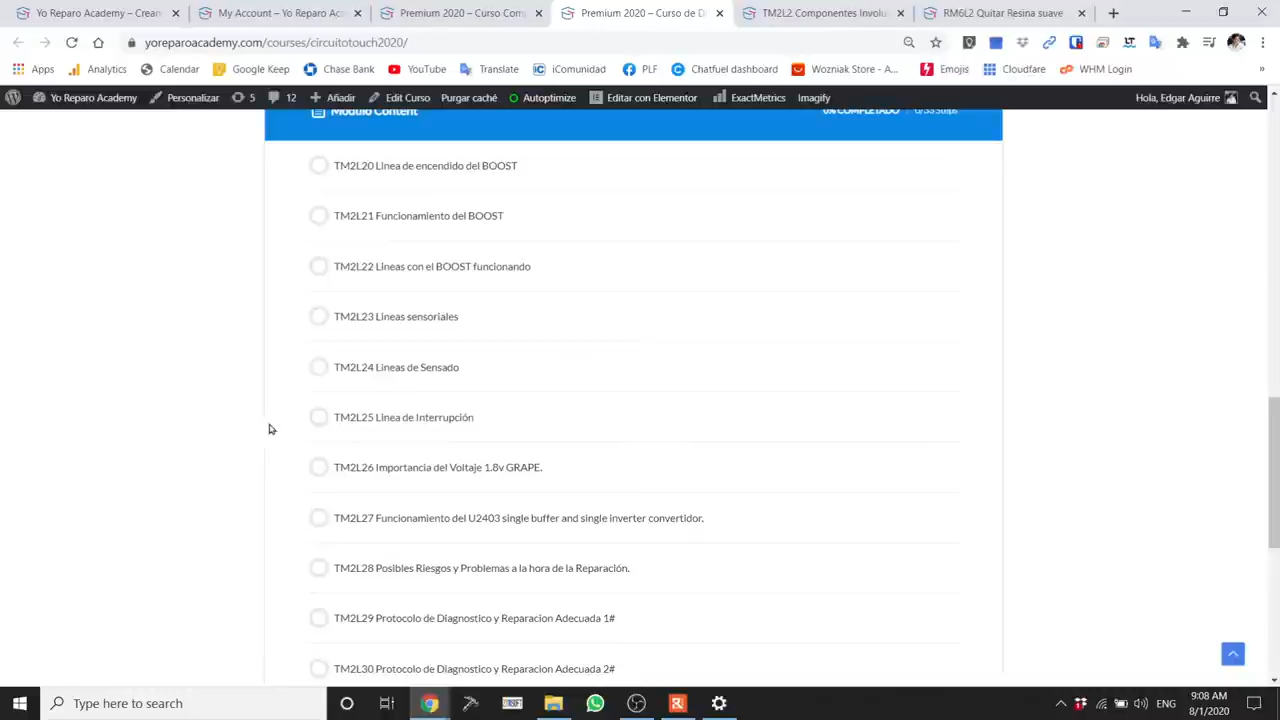 Yo Reparo Academy – Crean
My Account – Yo Reparo Ac
Premium 2020 – Curso Com
Premium 2020 – Curso de D
TM2L2 Componentes Involu
RM6L2 Quitar Resina suave
yoreparoacademy.com/courses/circuitotouch2020/
Apps
Analytics
Calendar
Google Keep
Chase Bank
YouTube
Translate
iComunidad
PLF
Chatfuel dashboard
Wozniak Store - A...
Emojis
Cloudfare
WHM Login
»
Yo Reparo Academy
Personalizar
5
12
Añadir
Edit Curso
Purgar caché
Autoptimize
Editar con Elementor
ExactMetrics
Imagify
Hola, Edgar Aguirre
Modulo Content
0% COMPLETADO
0/33 Steps
TM2L20 Linea de encendido del BOOST
TM2L21 Funcionamiento del BOOST
TM2L22 Lineas con el BOOST funcionando
TM2L23 Lineas sensoriales
TM2L24 Lineas de Sensado
TM2L25 Linea de Interrupción
TM2L26 Importancia del Voltaje 1.8v GRAPE.
TM2L27 Funcionamiento del U2403 single buffer and single inverter convertidor.
TM2L28 Posibles Riesgos y Problemas a la hora de la Reparación.
TM2L29 Protocolo de Diagnostico y Reparacion Adecuada 1#
TM2L30 Protocolo de Diagnostico y Reparacion Adecuada 2#
Type here to search
ENG
9:08 AM
8/1/2020